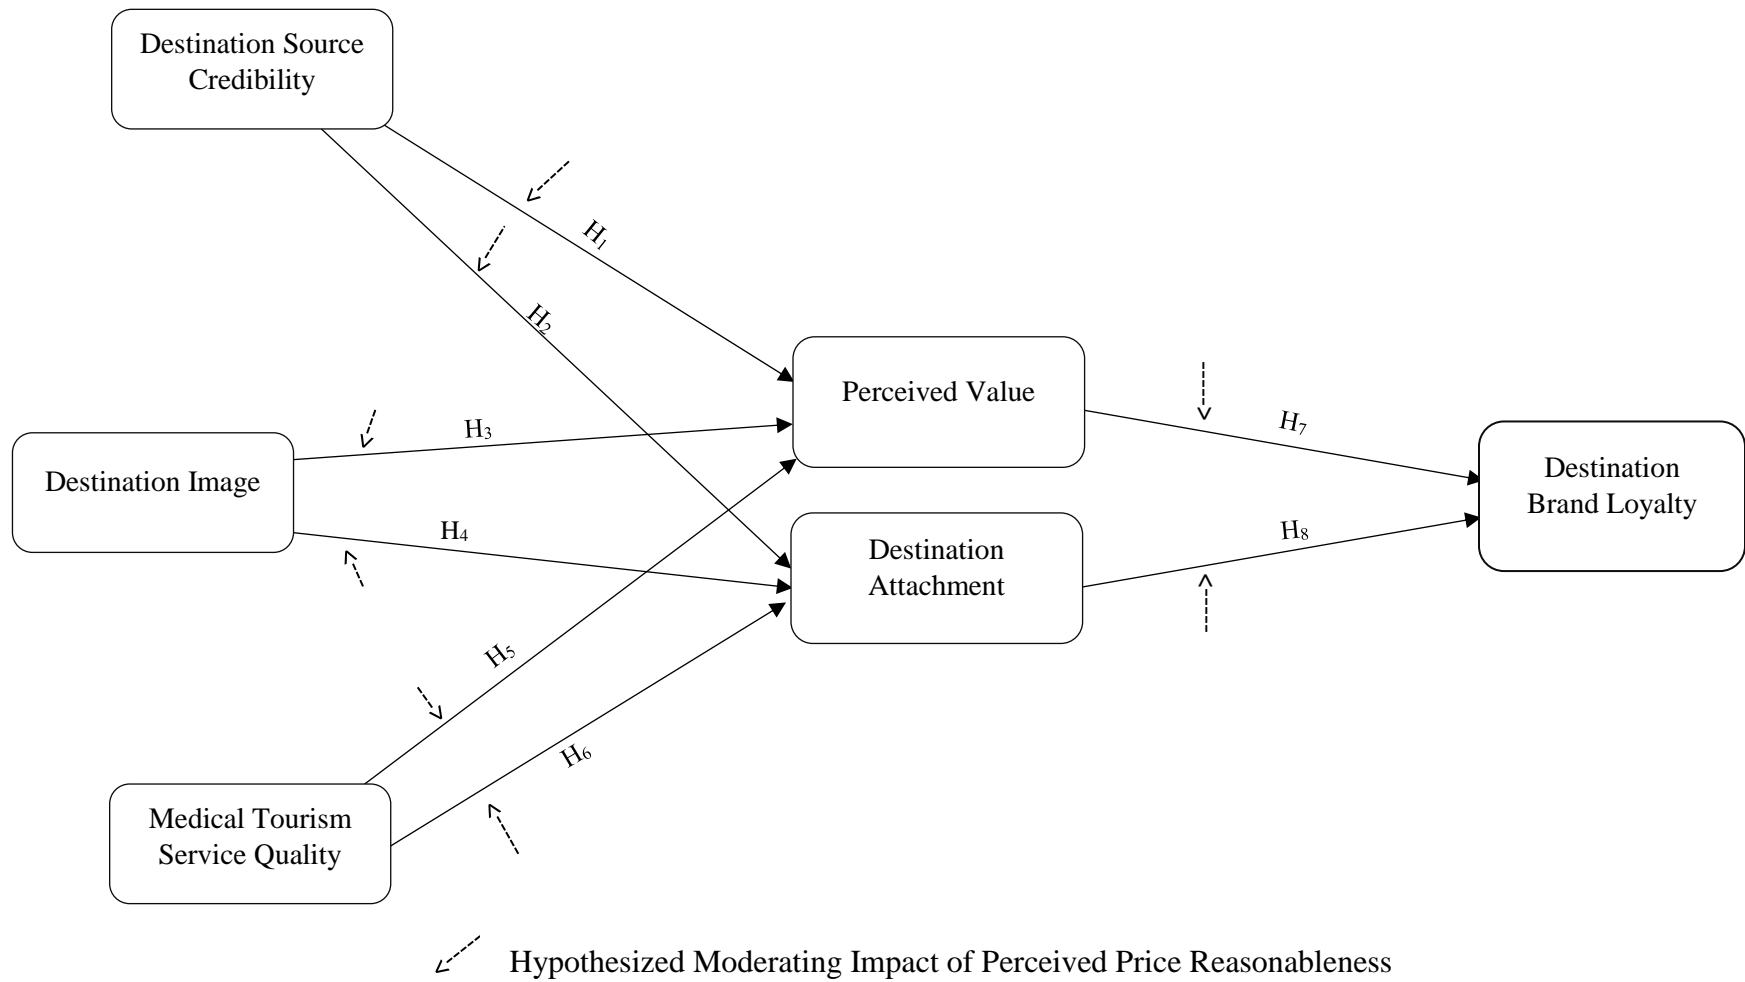 Destination Source
Credibility
H₁
H₂
Perceived Value
H₃
H₇
Destination Image
Destination
Brand Loyalty
H₄
Destination
Attachment
H₈
H₅
H₆
Medical Tourism
Service Quality
Hypothesized Moderating Impact of Perceived Price Reasonableness